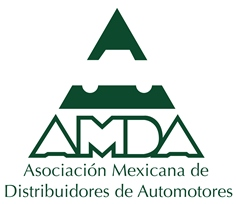 AMDA
Asociación Mexicana de
Distribuidores de Automotores